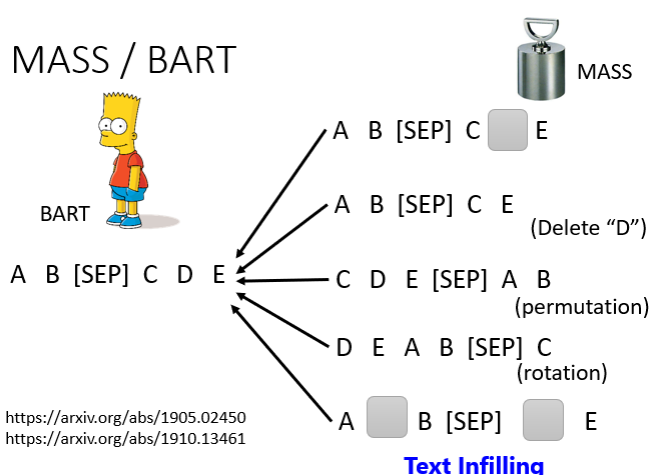 MASS / BART
MASS
A B [SEP] C E
BART
A B [SEP] C E
(Delete “D”)
A B [SEP] C D E
C D E [SEP] A B
(permutation)
D E A B [SEP] C
(rotation)
A B [SEP] E
https://arxiv.org/abs/1905.02450
https://arxiv.org/abs/1910.13461
Text Infilling